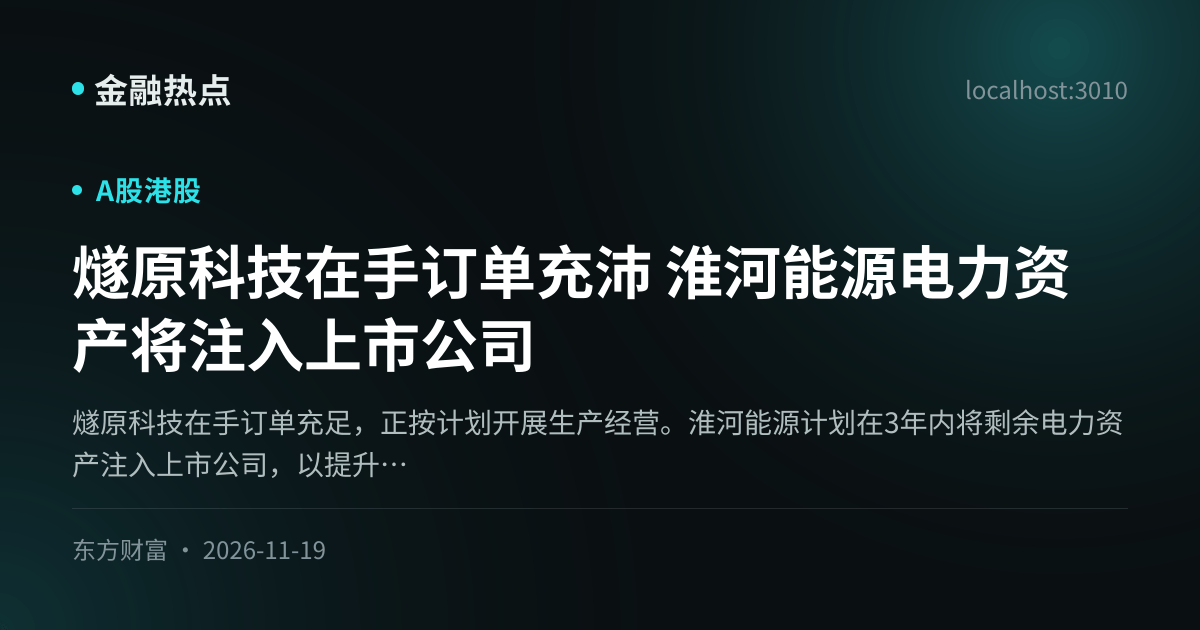 金融热点
localhost:3010
A股港股
燧原科技在手订单充沛 淮河能源电力资
产将注入上市公司
燧原科技在手订单充足，正按计划开展生产经营。淮河能源计划在3年内将剩余电力资
产注入上市公司，以提升…
东方财富 · 2026-11-19